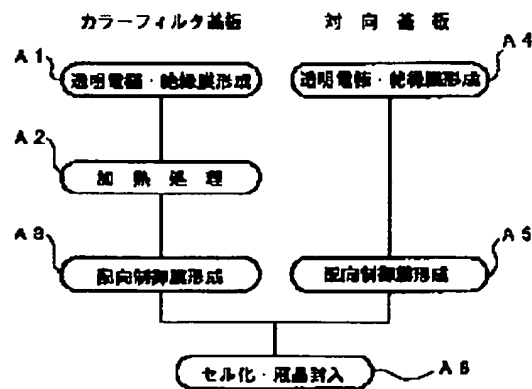 カラーフィルタ基板
対向基板
A1
透明電極・絶縁膜形成
A4
透明電極・絶縁膜形成
A2
加熱処理
A3
配向制御膜形成
A5
配向制御膜形成
セル化・液晶封入
A6